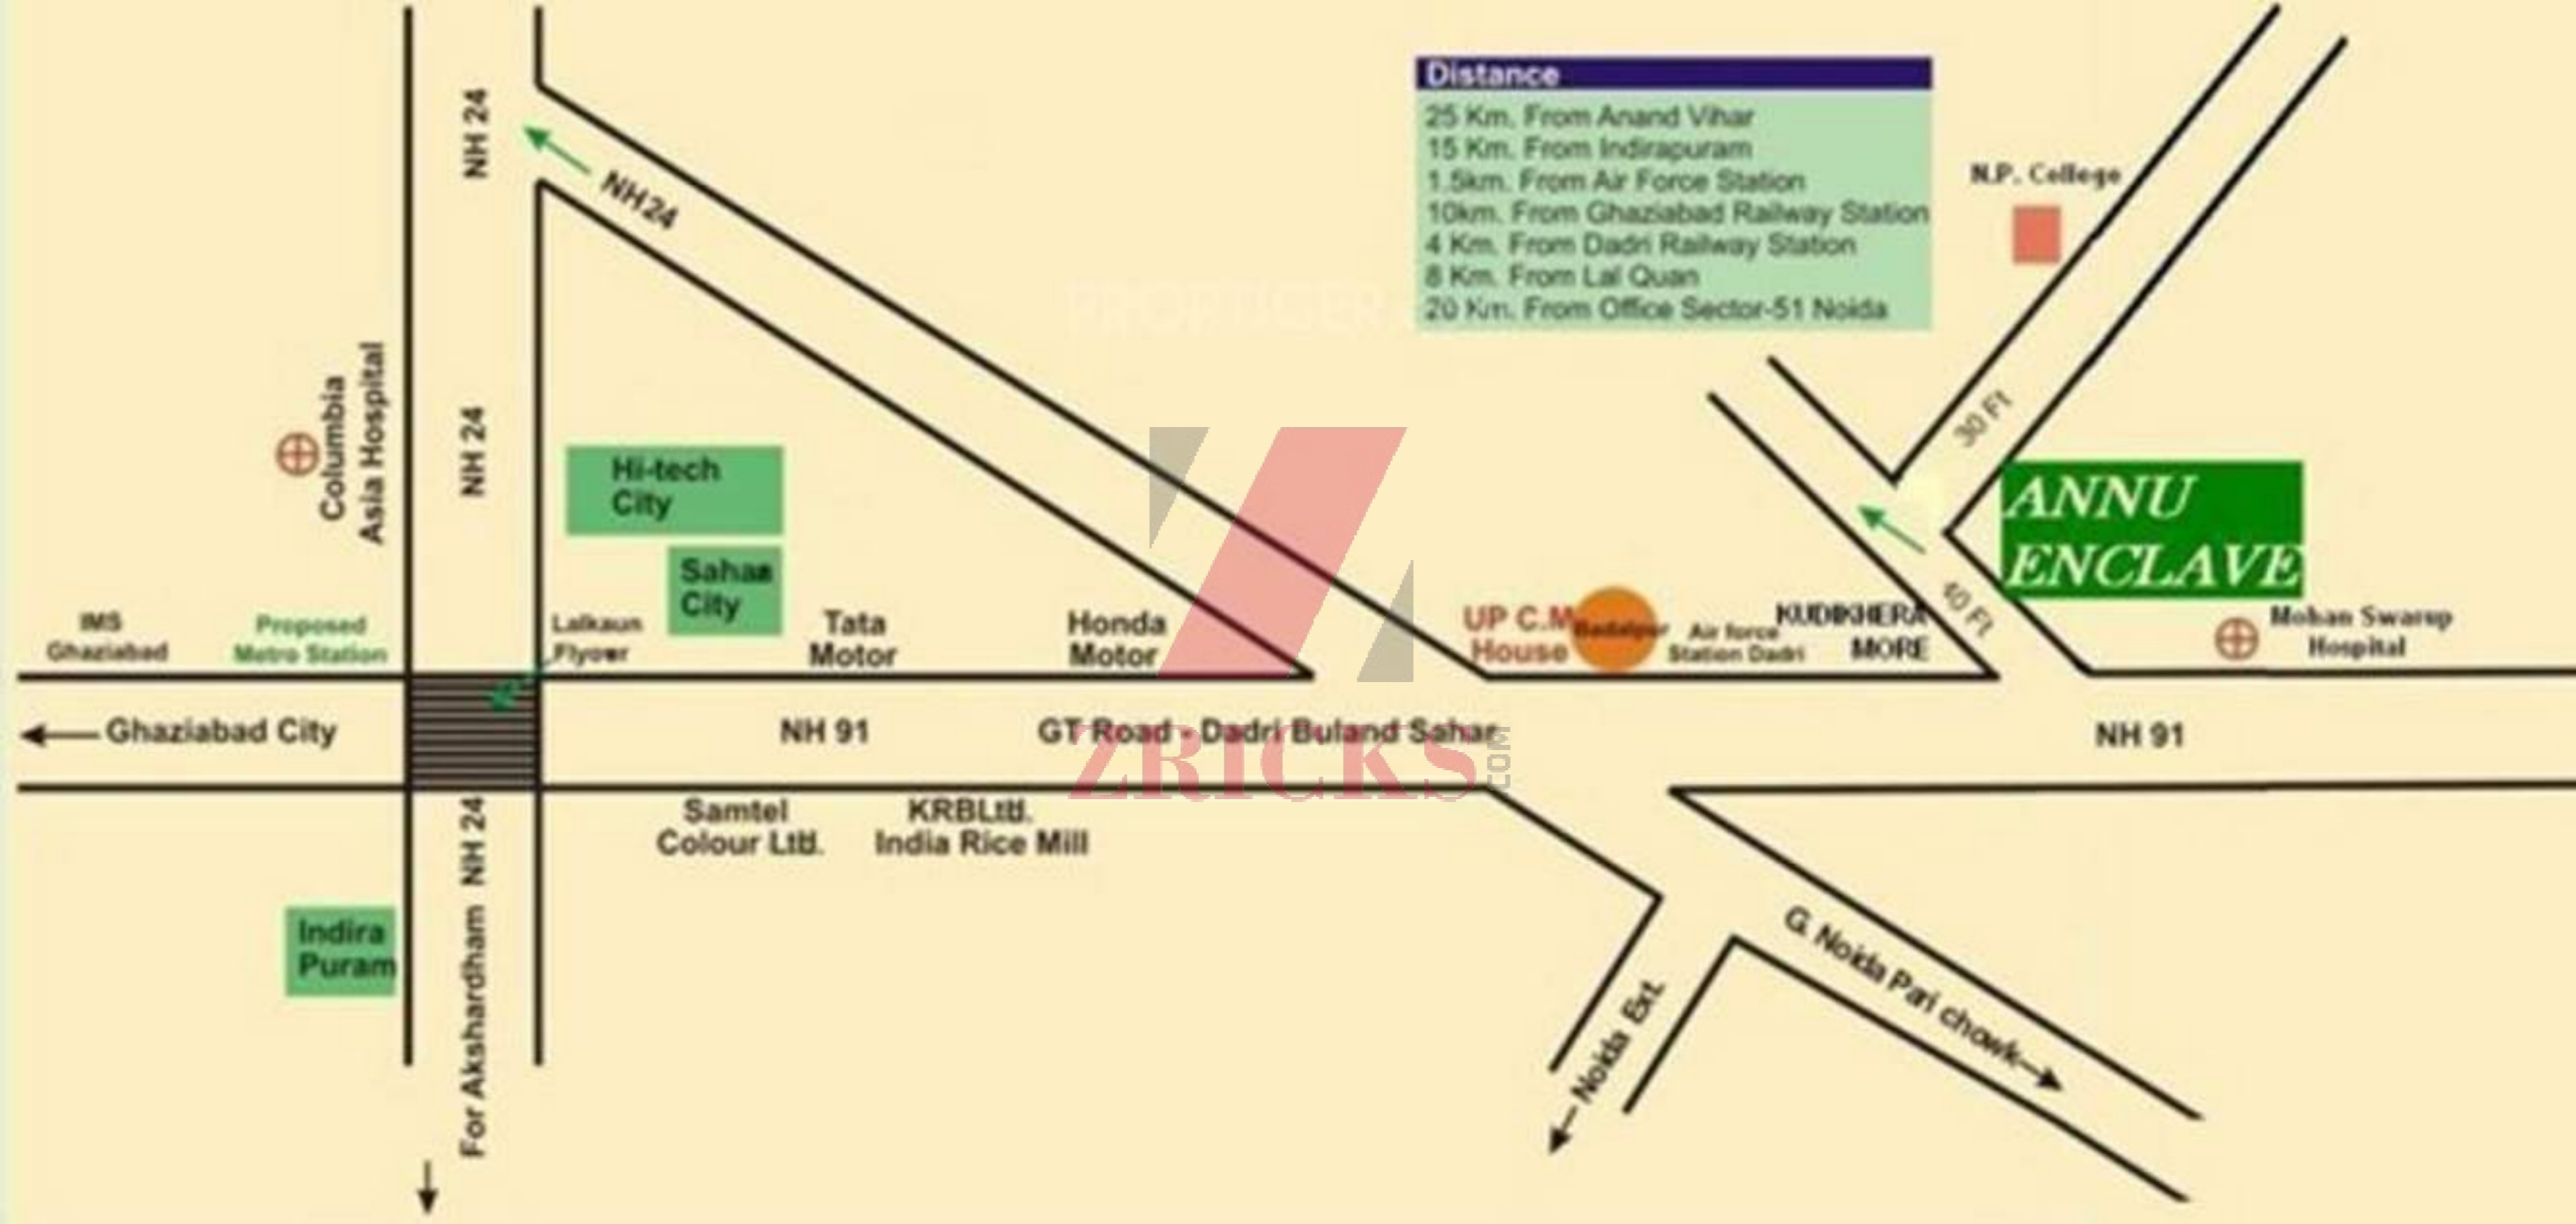 Distance
25 Km. From Anand Vihar
15 Km. From Indirapuram
1.5km. From Air Force Station
10km. From Ghaziabad Railway Station
4 Km. From Dadri Railway Station
8 Km. From Lal Quan
20 Km. From Office Sector-51 Noida
NH 24
NH24
N.P. College
Columbia
Asia Hospital
NH 24
Hi-tech
City
30 Ft
ANNU
ENCLAVE
40 Ft
IMS
Ghaziabad
Proposed
Metro Station
Lalkaun
Flyowr
Sahaa
City
Tata
Motor
Honda
Motor
UP C.M
House
Badalpur
Air force
Station Dadri
KUDIKHERA
MORE
Mohan Swarup
Hospital
Ghaziabad City
NH 91
GT Road - Dadri Buland Sahar
NH 91
ZRICKS
.COM
Samtel
Colour Ltd.
KRBLtd.
India Rice Mill
Indira
Puram
For Akshardham NH 24
Noida Ext.
G. Noida Pari chowk